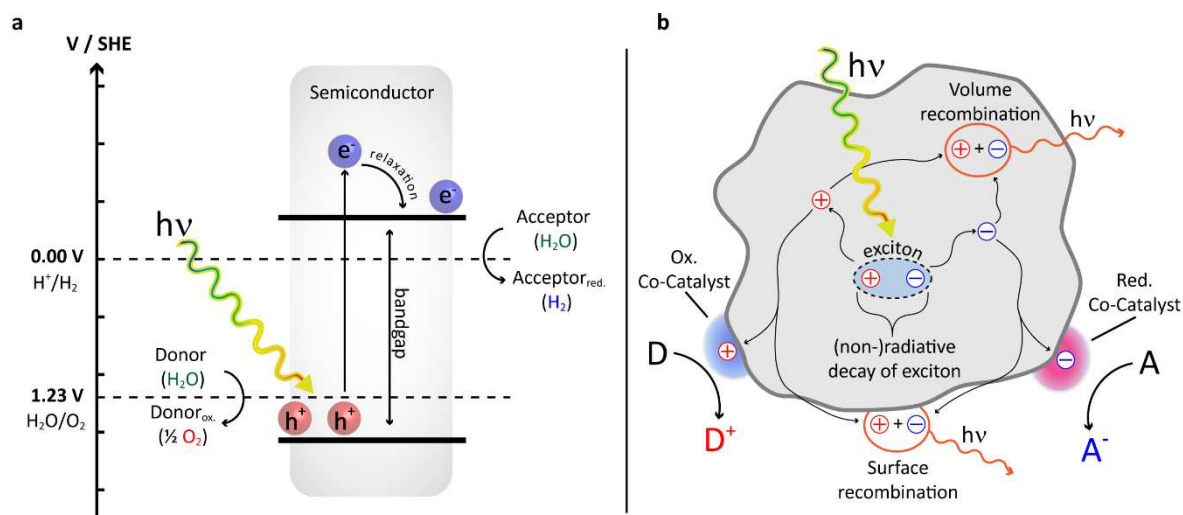 a
V / SHE
Semiconductor
e⁻
relaxation
e⁻
hν
0.00 V
H⁺/H₂
Acceptor
(H₂O)
Acceptor_red.
(H₂)
bandgap
Donor
(H₂O)
1.23 V
H₂O/O₂
Donor_ox.
(½ O₂)
h⁺
h⁺
b
hν
Volume
recombination
hν
+ + −
+
−
exciton
+ −
Ox.
Co-Catalyst
Red.
Co-Catalyst
(non-)radiative
decay of exciton
+
−
D
D⁺
A
A⁻
+ + −
hν
Surface
recombination